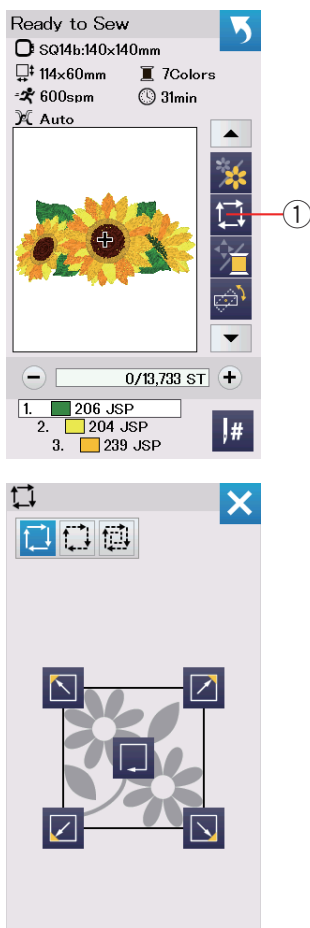 Ready to Sew
SQ14b:140x140mm
114x60mm 7Colors
600spm 31min
Auto
1
0/13,733 ST
1. 206 JSP
2. 204 JSP
3. 239 JSP
#